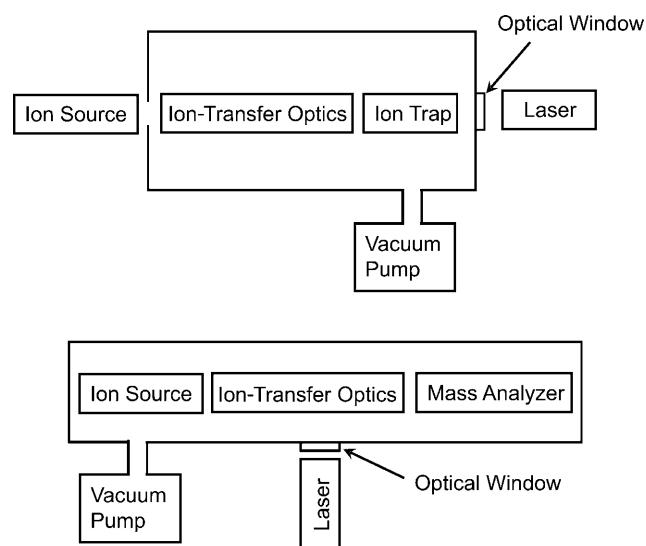 Optical Window
Ion Source
Ion-Transfer Optics
Ion Trap
Laser
Vacuum
Pump
Ion Source
Ion-Transfer Optics
Mass Analyzer
Vacuum
Pump
Laser
Optical Window